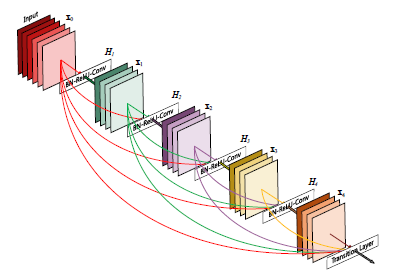 Input
x0
H1
BN-ReLU-Conv
x1
H2
BN-ReLU-Conv
x2
H3
BN-ReLU-Conv
x3
H4
BN-ReLU-Conv
x4
Transition Layer